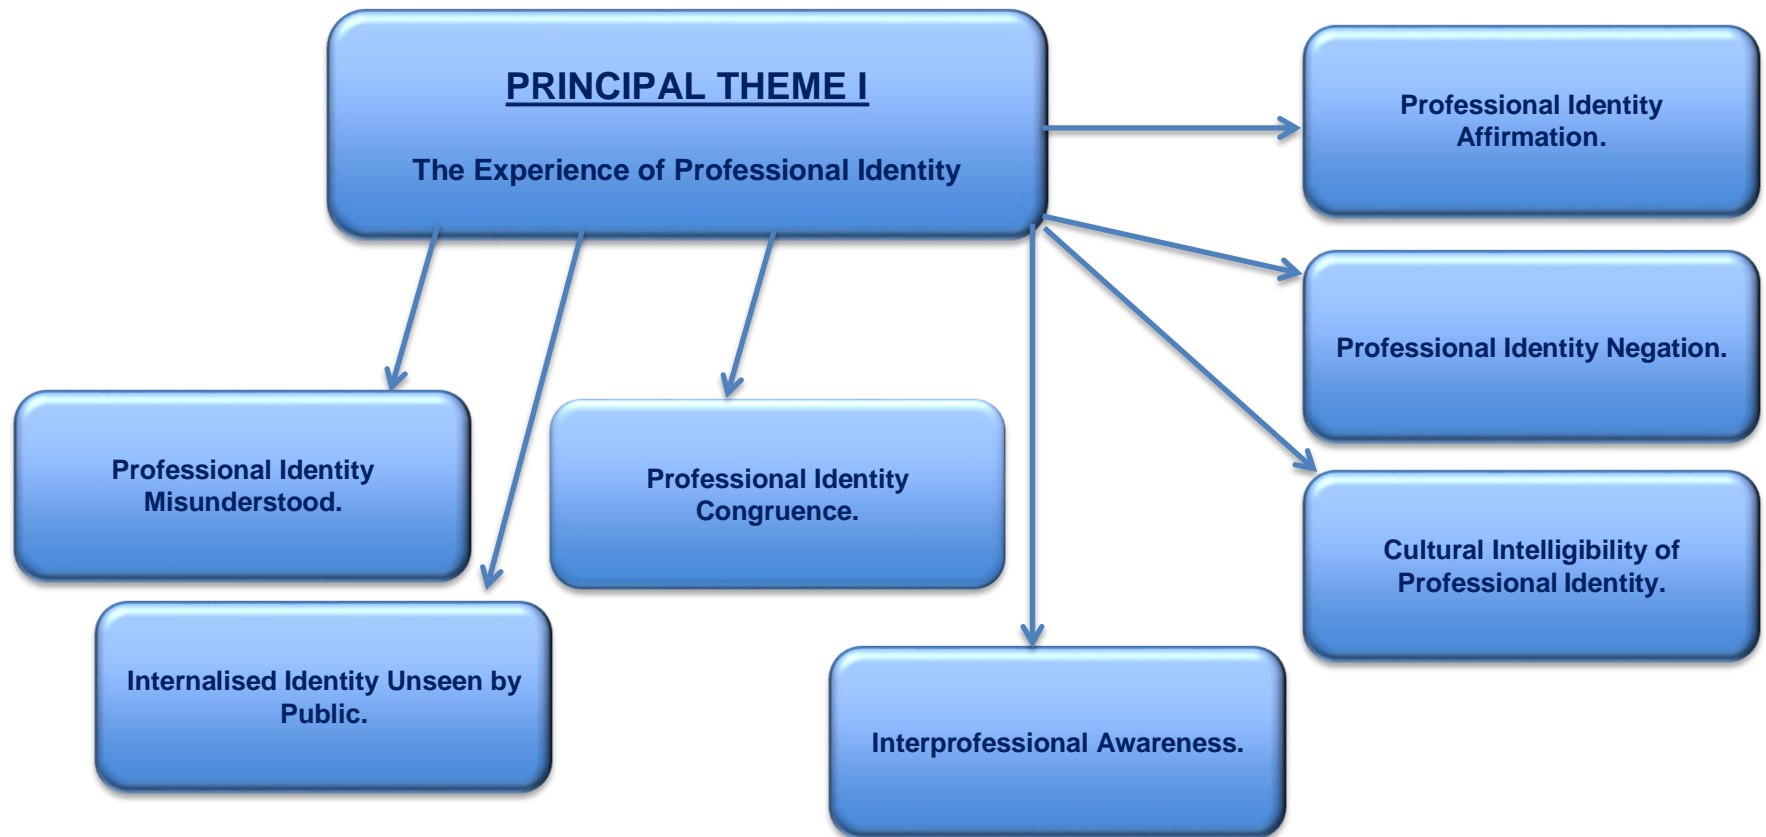 PRINCIPAL THEME I
The Experience of Professional Identity
Professional Identity
Affirmation.
Professional Identity Negation.
Cultural Intelligibility of
Professional Identity.
Professional Identity
Misunderstood.
Professional Identity
Congruence.
Internalised Identity Unseen by
Public.
Interprofessional Awareness.